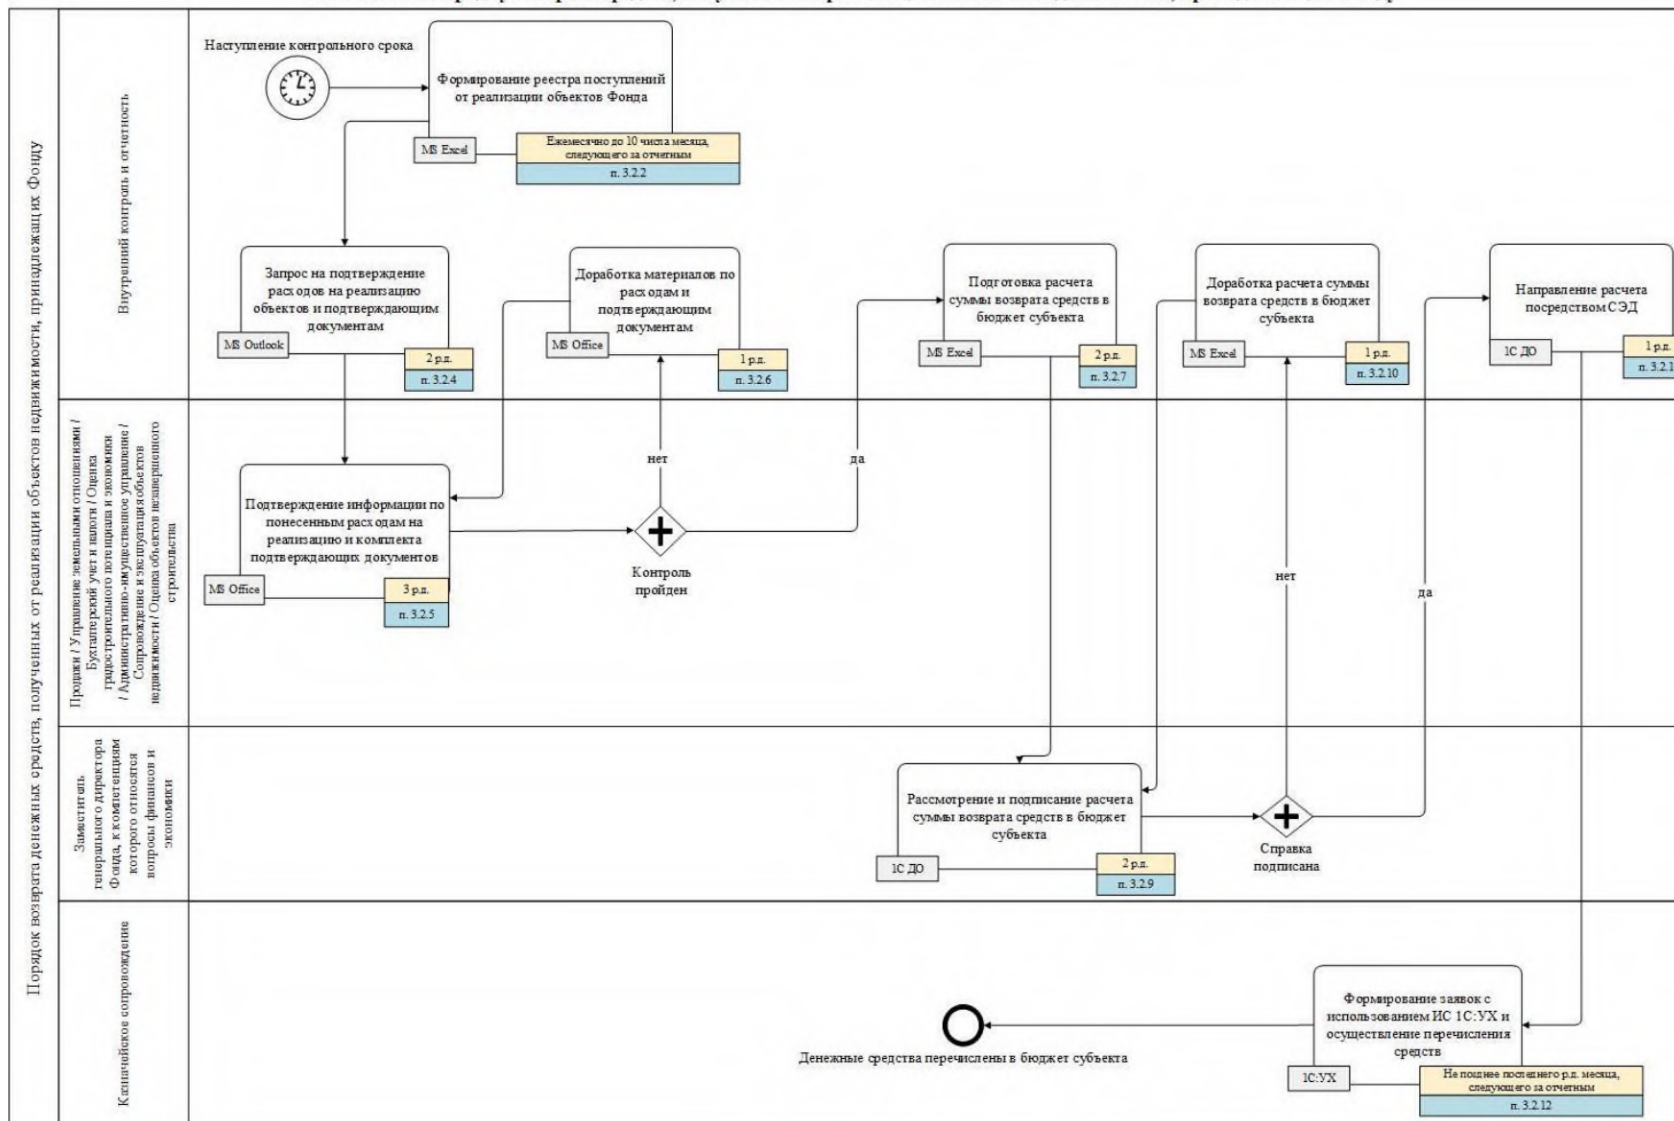 Порядок возврата денежных средств, полученных от реализации объектов недвижимости, принадлежащих Фонду
Внутренний контроль и отчетность
Наступление контрольного срока
Формирование реестра поступлений
от реализации объектов Фонда
MS Excel
Ежемесячно до 10 числа месяца,
следующего за отчетным
п. 3.2.2
Запрос на подтверждение
расходов на реализацию
объектов и подтверждающим
документам
MS Outlook
2 р.д.
п. 3.2.4
Доработка материалов по
расходам и
подтверждающим
документам
MS Office
1 р.д.
п. 3.2.6
Подготовка расчета
суммы возврата средств в
бюджет субъекта
MS Excel
2 р.д.
п. 3.2.7
Доработка расчета суммы
возврата средств в бюджет
субъекта
MS Excel
1 р.д.
п. 3.2.10
Направление расчета
посредством СЭД
1С ДО
1 р.д.
п. 3.2.1
Продажи / Управление земельными отношениями /
Бухгалтерский учет и налоги / Оценка
градостроительного потенциала и экономики
/ Административно-имущественное управление /
Сопровождение и эксплуатация объектов
недвижимости / Оценка объектов незавершенного
строительства
Подтверждение информации по
понесенным расходам на
реализацию и комплекта
подтверждающих документов
MS Office
3 р.д.
п. 3.2.5
нет
Контроль
пройден
да
нет
да
Заместитель
генерального директора
Фонда, к компетенциям
которого относятся
вопросы финансов и
экономики
Рассмотрение и подписание расчета
суммы возврата средств в бюджет
субъекта
1С ДО
2 р.д.
п. 3.2.9
Справка
подписана
Казначейское сопровождение
Денежные средства перечислены в бюджет субъекта
Формирование заявок с
использованием ИС 1С:УХ и
осуществление перечисления
средств
1С:УХ
Не позднее последнего р.д. месяца,
следующего за отчетным
п. 3.2.12